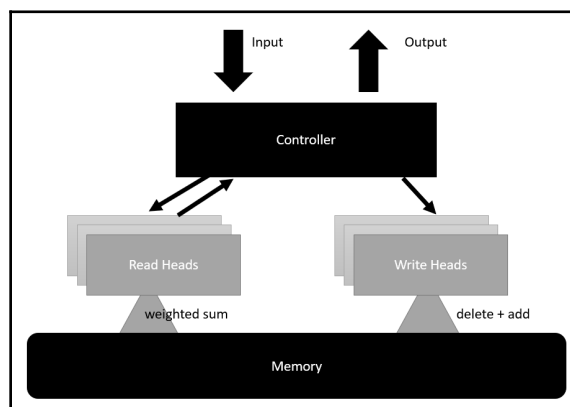 Input
Output
Controller
Read Heads
Write Heads
weighted sum
delete + add
Memory